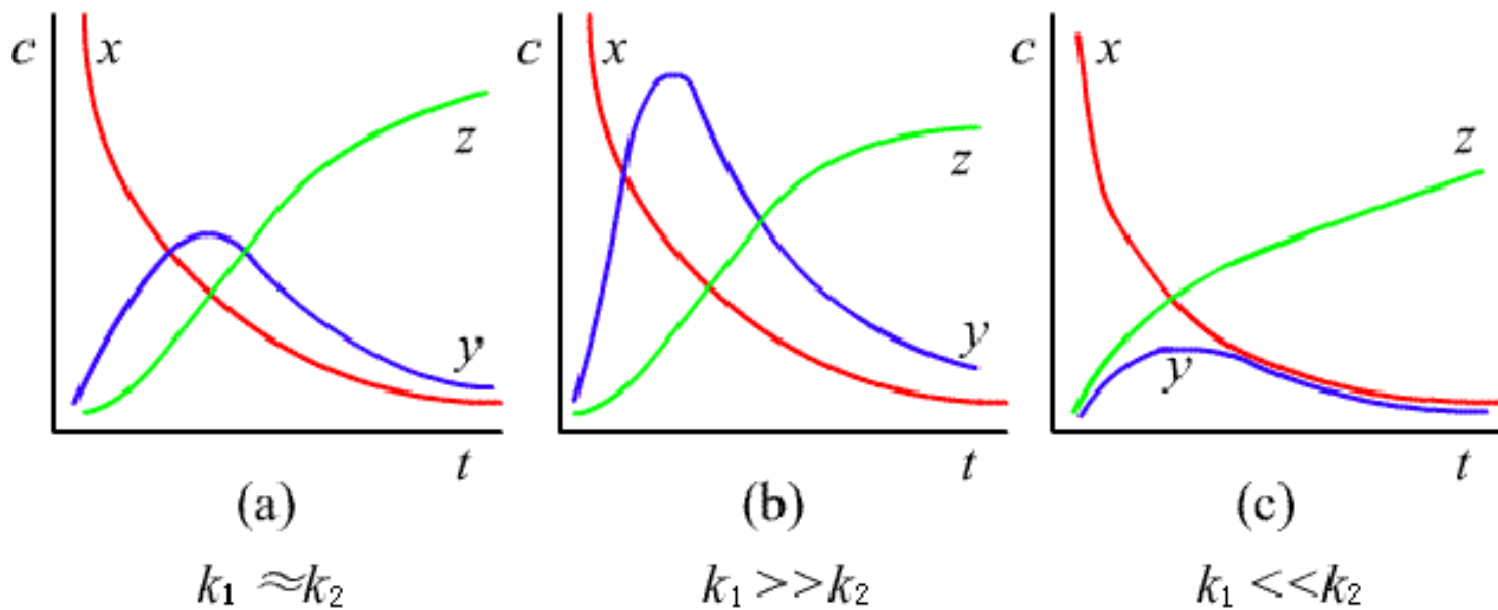 c x z y t
c x z y t
c x z y t
(a) (b) (c)
k₁ ≈k₂ k₁ >>k₂ k₁ <<k₂